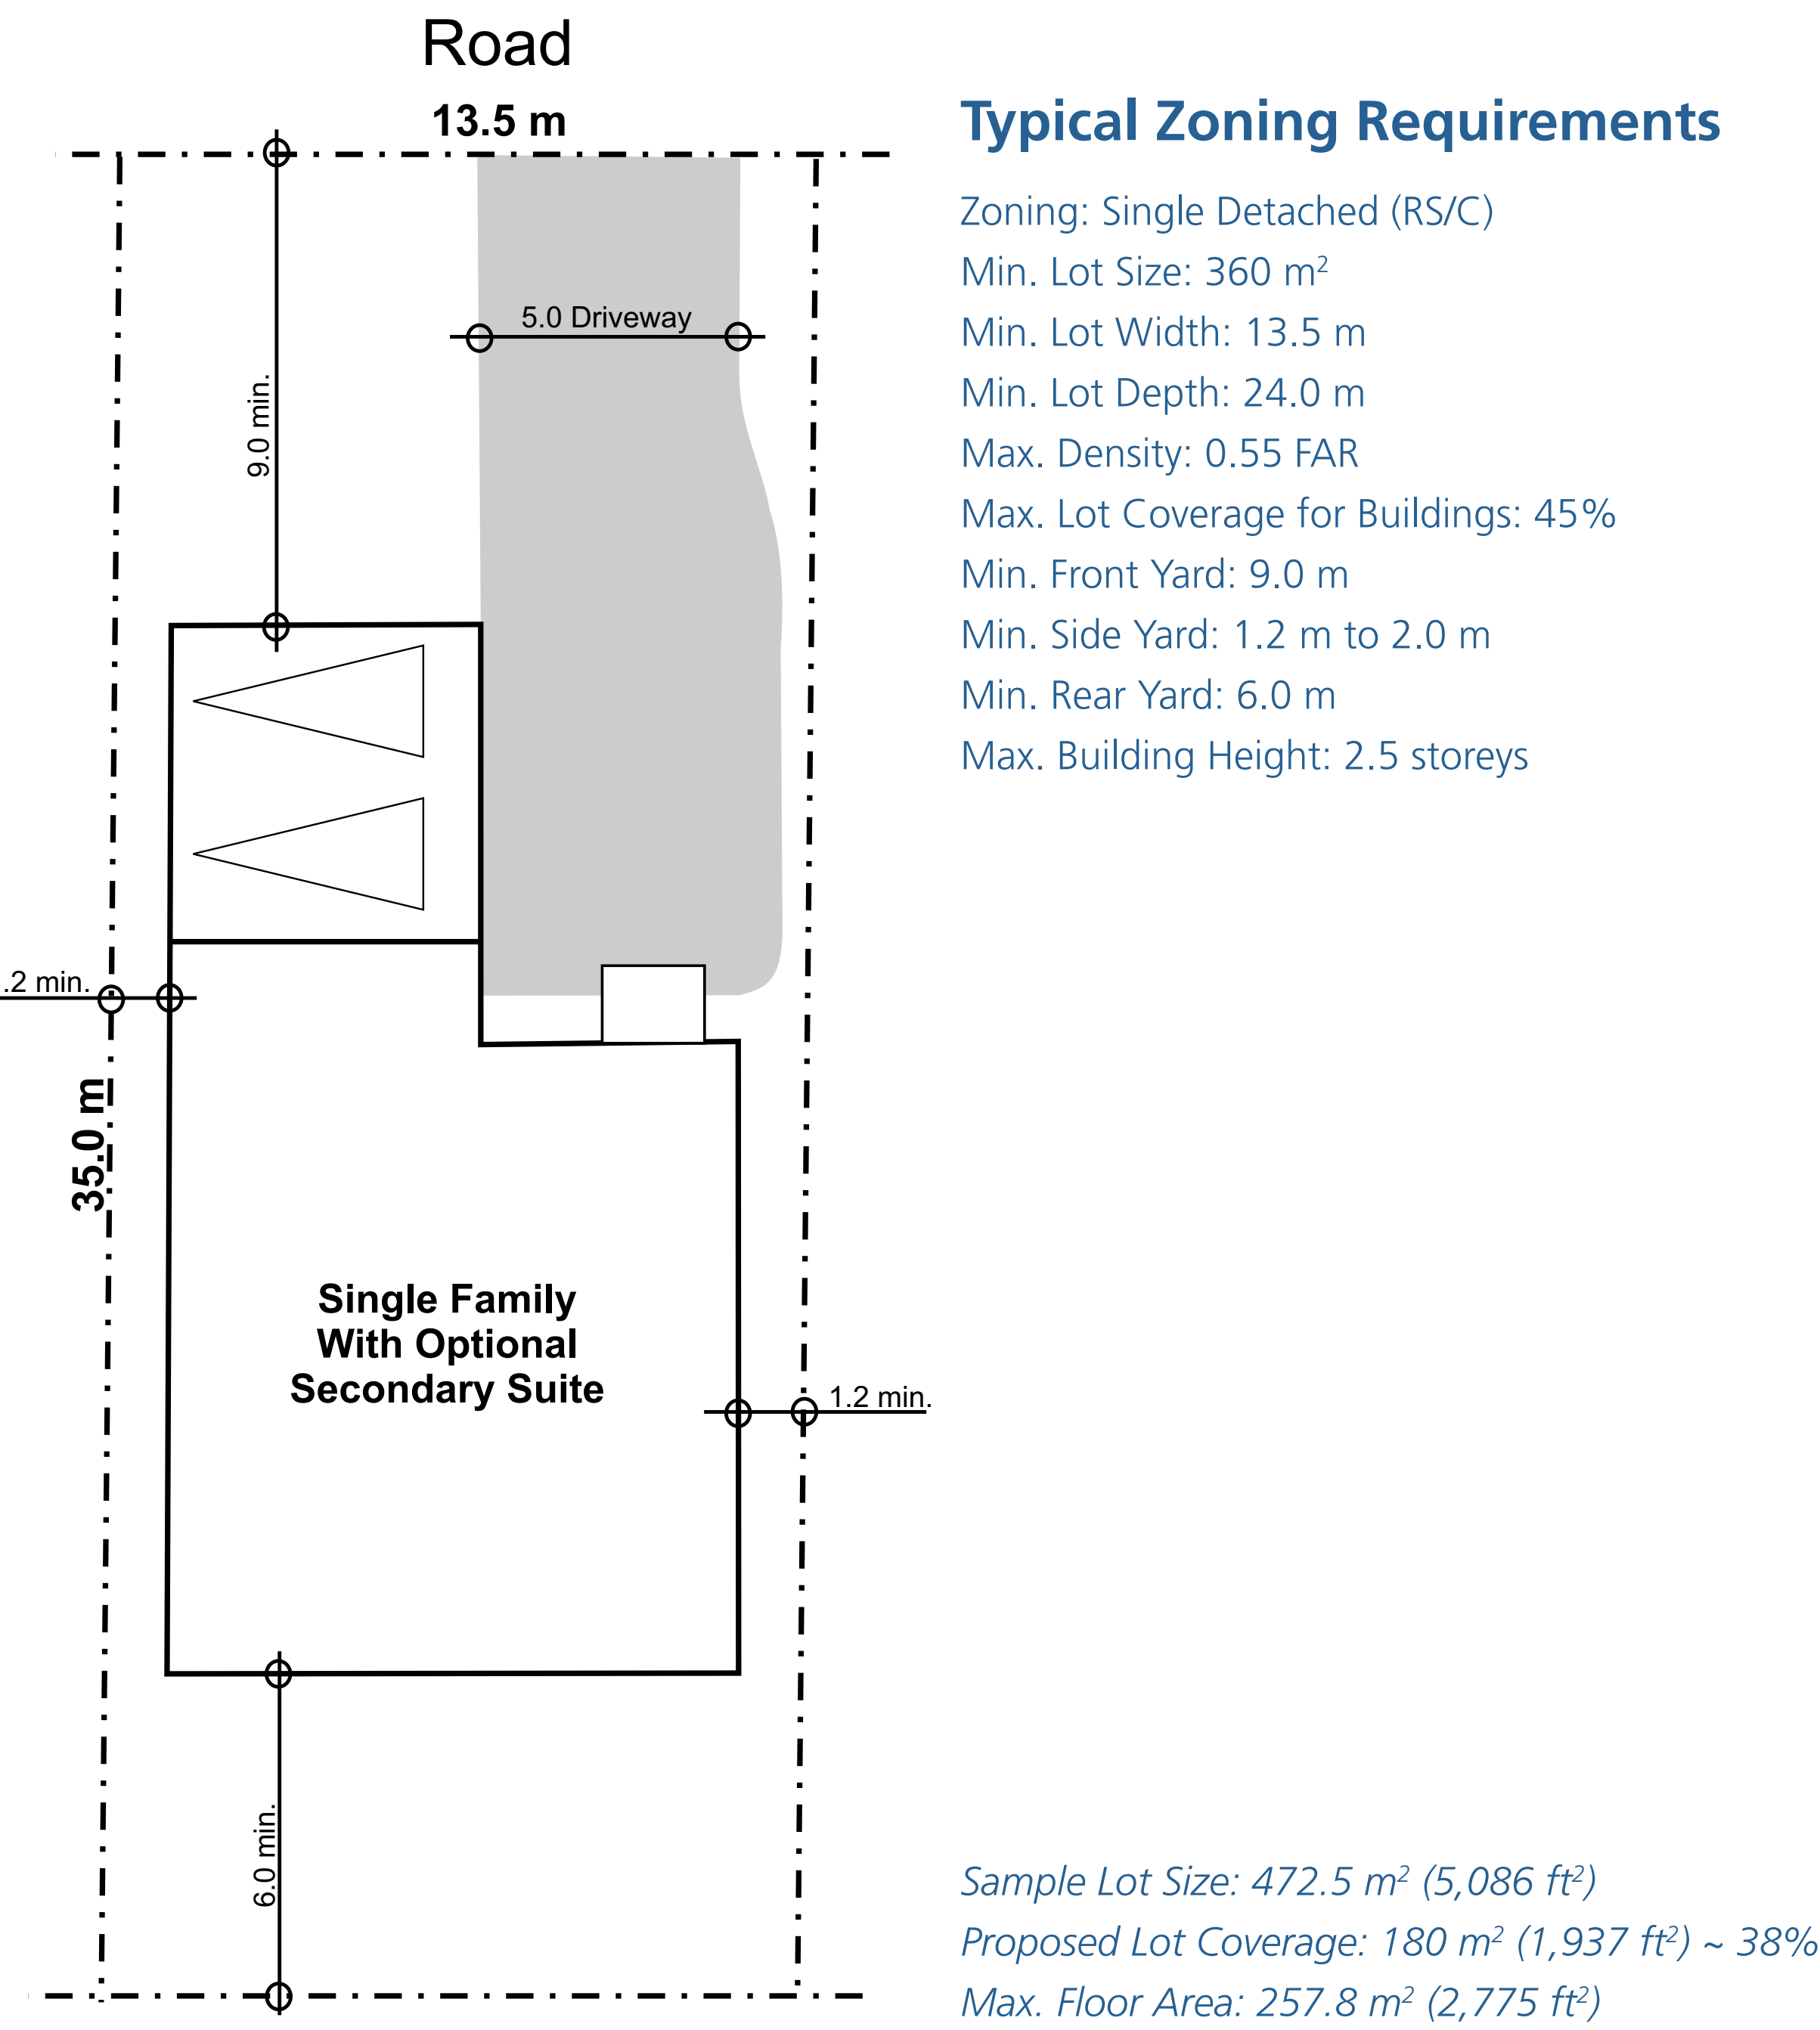 Road
13.5 m
5.0 Driveway
9.0 min.
.2 min.
35.0 m
Single Family
With Optional
Secondary Suite
1.2 min.
6.0 min.
Typical Zoning Requirements
Zoning: Single Detached (RS/C)
Min. Lot Size: 360 m²
Min. Lot Width: 13.5 m
Min. Lot Depth: 24.0 m
Max. Density: 0.55 FAR
Max. Lot Coverage for Buildings: 45%
Min. Front Yard: 9.0 m
Min. Side Yard: 1.2 m to 2.0 m
Min. Rear Yard: 6.0 m
Max. Building Height: 2.5 storeys
Sample Lot Size: 472.5 m² (5,086 ft²)
Proposed Lot Coverage: 180 m² (1,937 ft²) ~ 38%
Max. Floor Area: 257.8 m² (2,775 ft²)